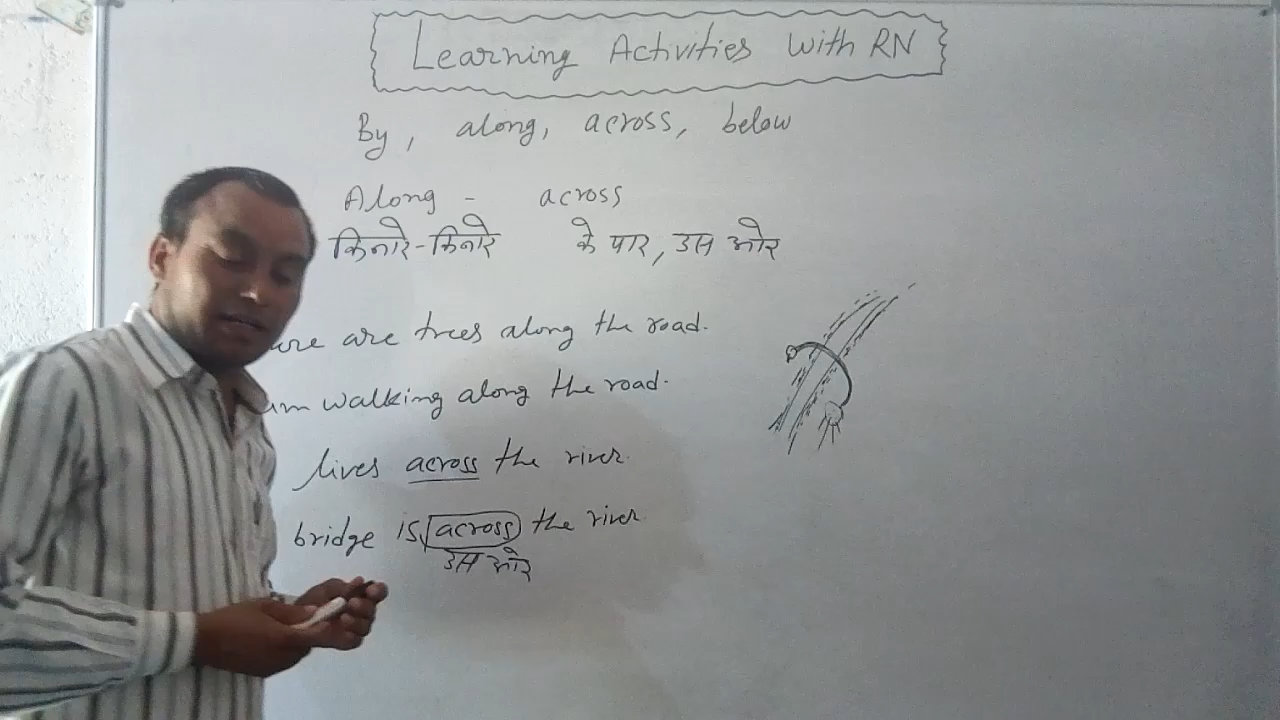 Learning Activities With RN
By, along, across, below
Along - across
किनारे-किनारे के पार, उस ओर
are trees along the road.
walking along the road.
lives across the river.
bridge is across the river
उस ओर